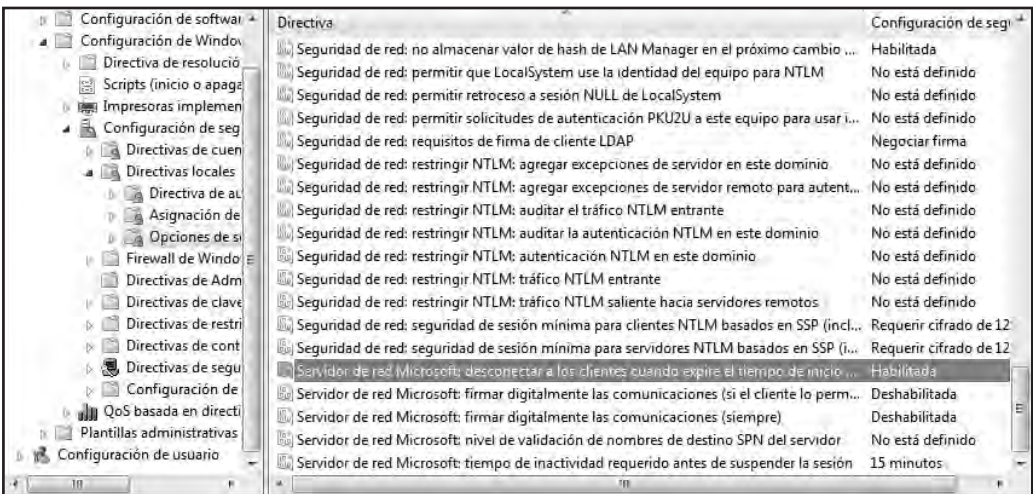 Configuración de softwar
Configuración de Window
Directiva de resolució
Scripts (inicio o apaga
Impresoras implemen
Configuración de seg
Directivas de cuen
Directivas locales
Directiva de au
Asignación de
Opciones de s
Firewall de Windo
Directivas de Adm
Directivas de clave
Directivas de restri
Directivas de cont
Directivas de segu
Configuración de
QoS basada en directi
Plantillas administrativas
Configuración de usuario
Directiva Configuración de segu
Seguridad de red: no almacenar valor de hash de LAN Manager en el próximo cambio ... Habilitada
Seguridad de red: permitir que LocalSystem use la identidad del equipo para NTLM No está definido
Seguridad de red: permitir retroceso a sesión NULL de LocalSystem No está definido
Seguridad de red: permitir solicitudes de autenticación PKU2U a este equipo para usar i... No está definido
Seguridad de red: requisitos de firma de cliente LDAP Negociar firma
Seguridad de red: restringir NTLM: agregar excepciones de servidor en este dominio No está definido
Seguridad de red: restringir NTLM: agregar excepciones de servidor remoto para autent... No está definido
Seguridad de red: restringir NTLM: auditar el tráfico NTLM entrante No está definido
Seguridad de red: restringir NTLM: auditar la autenticación NTLM en este dominio No está definido
Seguridad de red: restringir NTLM: autenticación NTLM en este dominio No está definido
Seguridad de red: restringir NTLM: tráfico NTLM entrante No está definido
Seguridad de red: restringir NTLM: tráfico NTLM saliente hacia servidores remotos No está definido
Seguridad de red: seguridad de sesión mínima para clientes NTLM basados en SSP (incl... Requerir cifrado de 12
Seguridad de red: seguridad de sesión mínima para servidores NTLM basados en SSP (i... Requerir cifrado de 12
Servidor de red Microsoft: desconectar a los clientes cuando expire el tiempo de inicio ... Habilitada
Servidor de red Microsoft: firmar digitalmente las comunicaciones (si el cliente lo perm... Deshabilitada
Servidor de red Microsoft: firmar digitalmente las comunicaciones (siempre) Deshabilitada
Servidor de red Microsoft: nivel de validación de nombres de destino SPN del servidor No está definido
Servidor de red Microsoft: tiempo de inactividad requerido antes de suspender la sesión 15 minutos